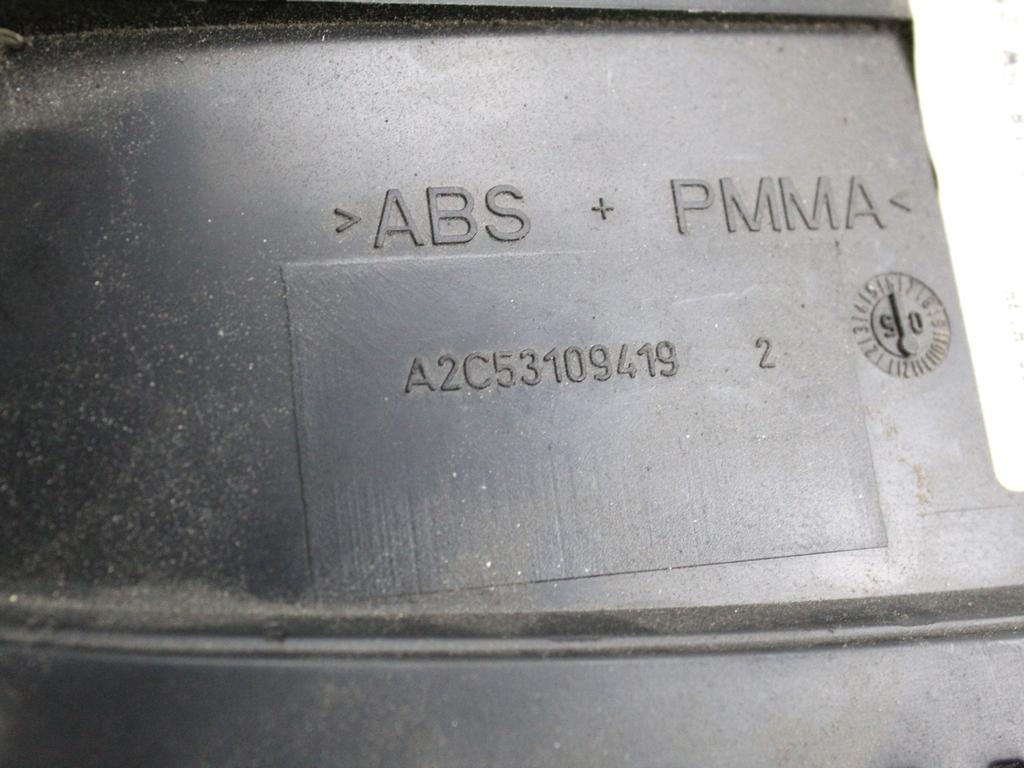 >ABS + PMMA<
A2C53109419 2